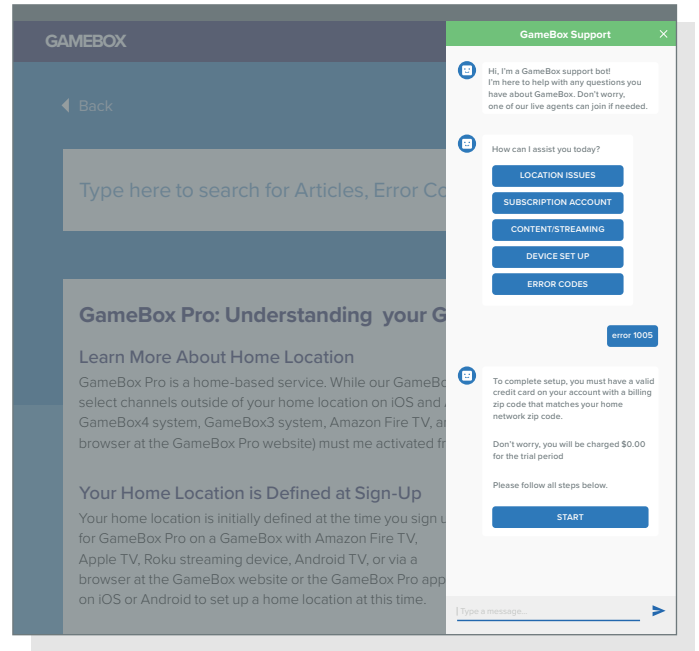 GAMEBOX
Back
Type here to search for Articles, Error Co
GameBox Pro: Understanding your G
Learn More About Home Location
GameBox Pro is a home-based service. While our GameBo
select channels outside of your home location on iOS and
GameBox4 system, GameBox3 system, Amazon Fire TV, a
browser at the GameBox Pro website) must me activated fr
Your Home Location is Defined at Sign-Up
Your home location is initially defined at the time you sign u
for GameBox Pro on a GameBox with Amazon Fire TV,
Apple TV, Roku streaming device, Android TV, or via a
browser at the GameBox website or the GameBox Pro app
on iOS or Android to set up a home location at this time.
GameBox Support
Hi, I'm a GameBox support bot!
I'm here to help with any questions you
have about GameBox. Don't worry,
one of our live agents can join if needed.
How can I assist you today?
LOCATION ISSUES
SUBSCRIPTION ACCOUNT
CONTENT/STREAMING
DEVICE SET UP
ERROR CODES
error 1005
To complete setup, you must have a valid
credit card on your account with a billing
zip code that matches your home
network zip code.
Don't worry, you will be charged $0.00
for the trial period
Please follow all steps below.
START
Type a message...